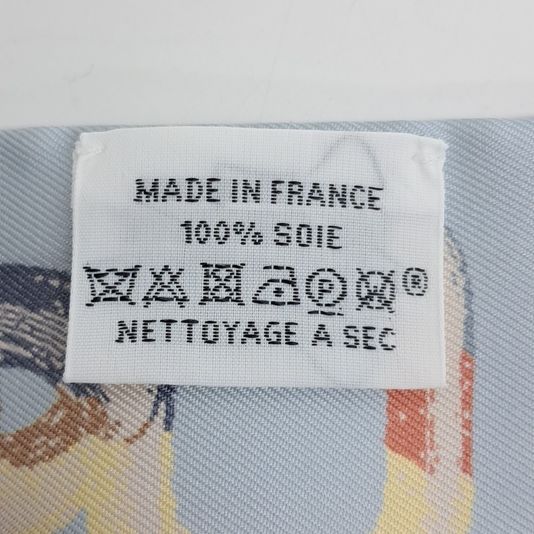 MADE IN FRANCE
100% SOIE
P ®
NETTOYAGE A SEC